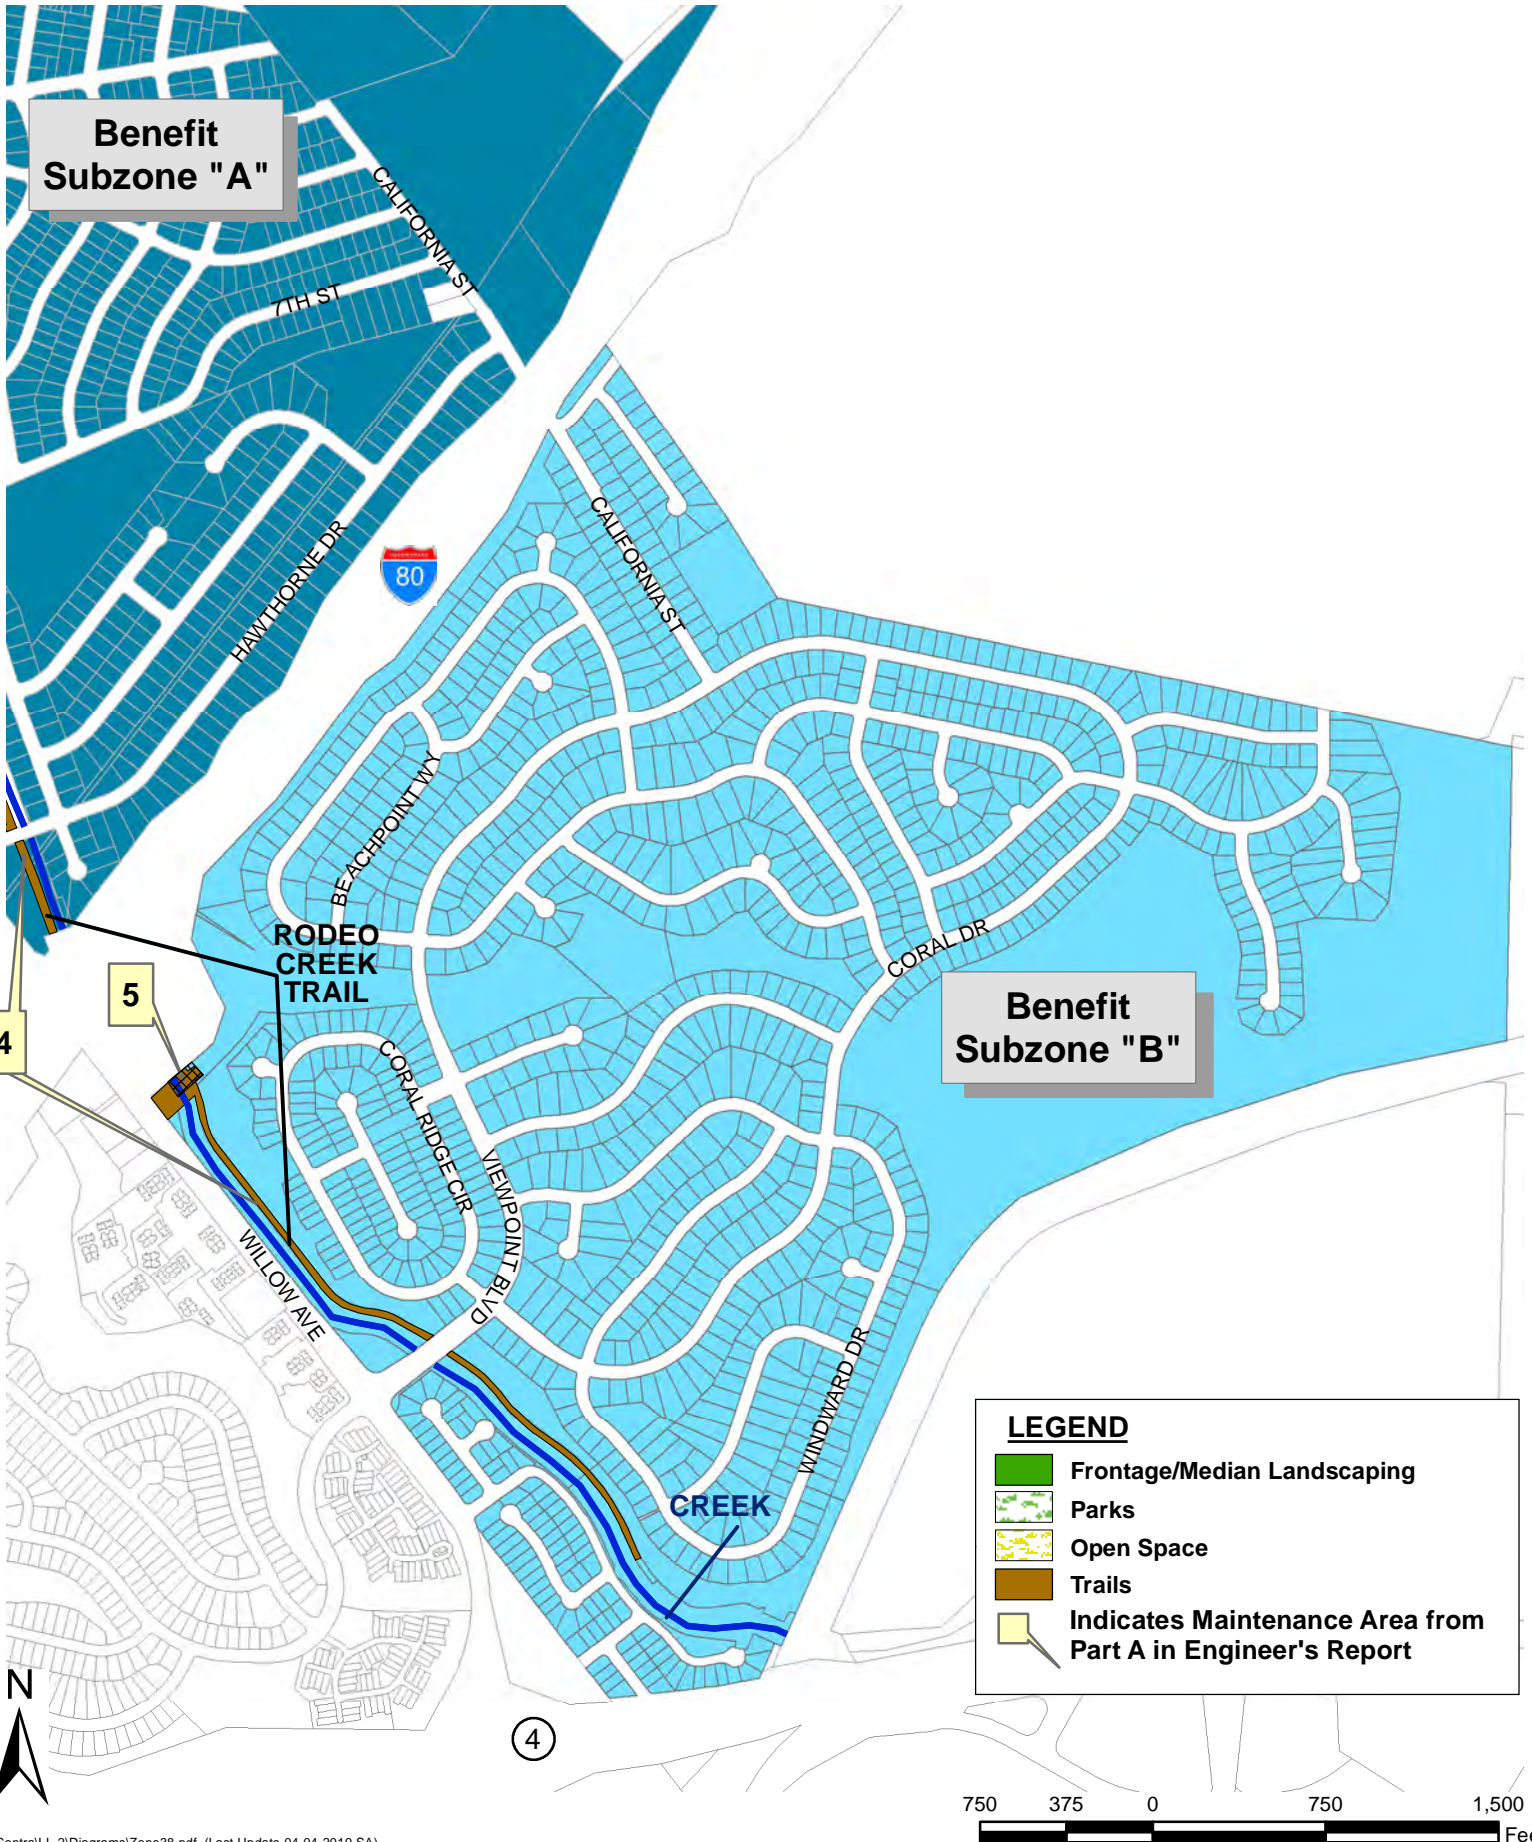 Benefit
Subzone "A"
CALIFORNIA ST
7TH ST
HAWTHORNE DR
80
CALIFORNIA ST
BEACHPOINT WY
RODEO
CREEK
TRAIL
5
4
CORAL DR
Benefit
Subzone "B"
CORAL RIDGE CIR
VIEWPOINT BLVD
WILLOW AVE
WINDWARD DR
CREEK
LEGEND
Frontage/Median Landscaping
Parks
Open Space
Trails
Indicates Maintenance Area from
Part A in Engineer's Report
N
4
750 375 0 750 1,500